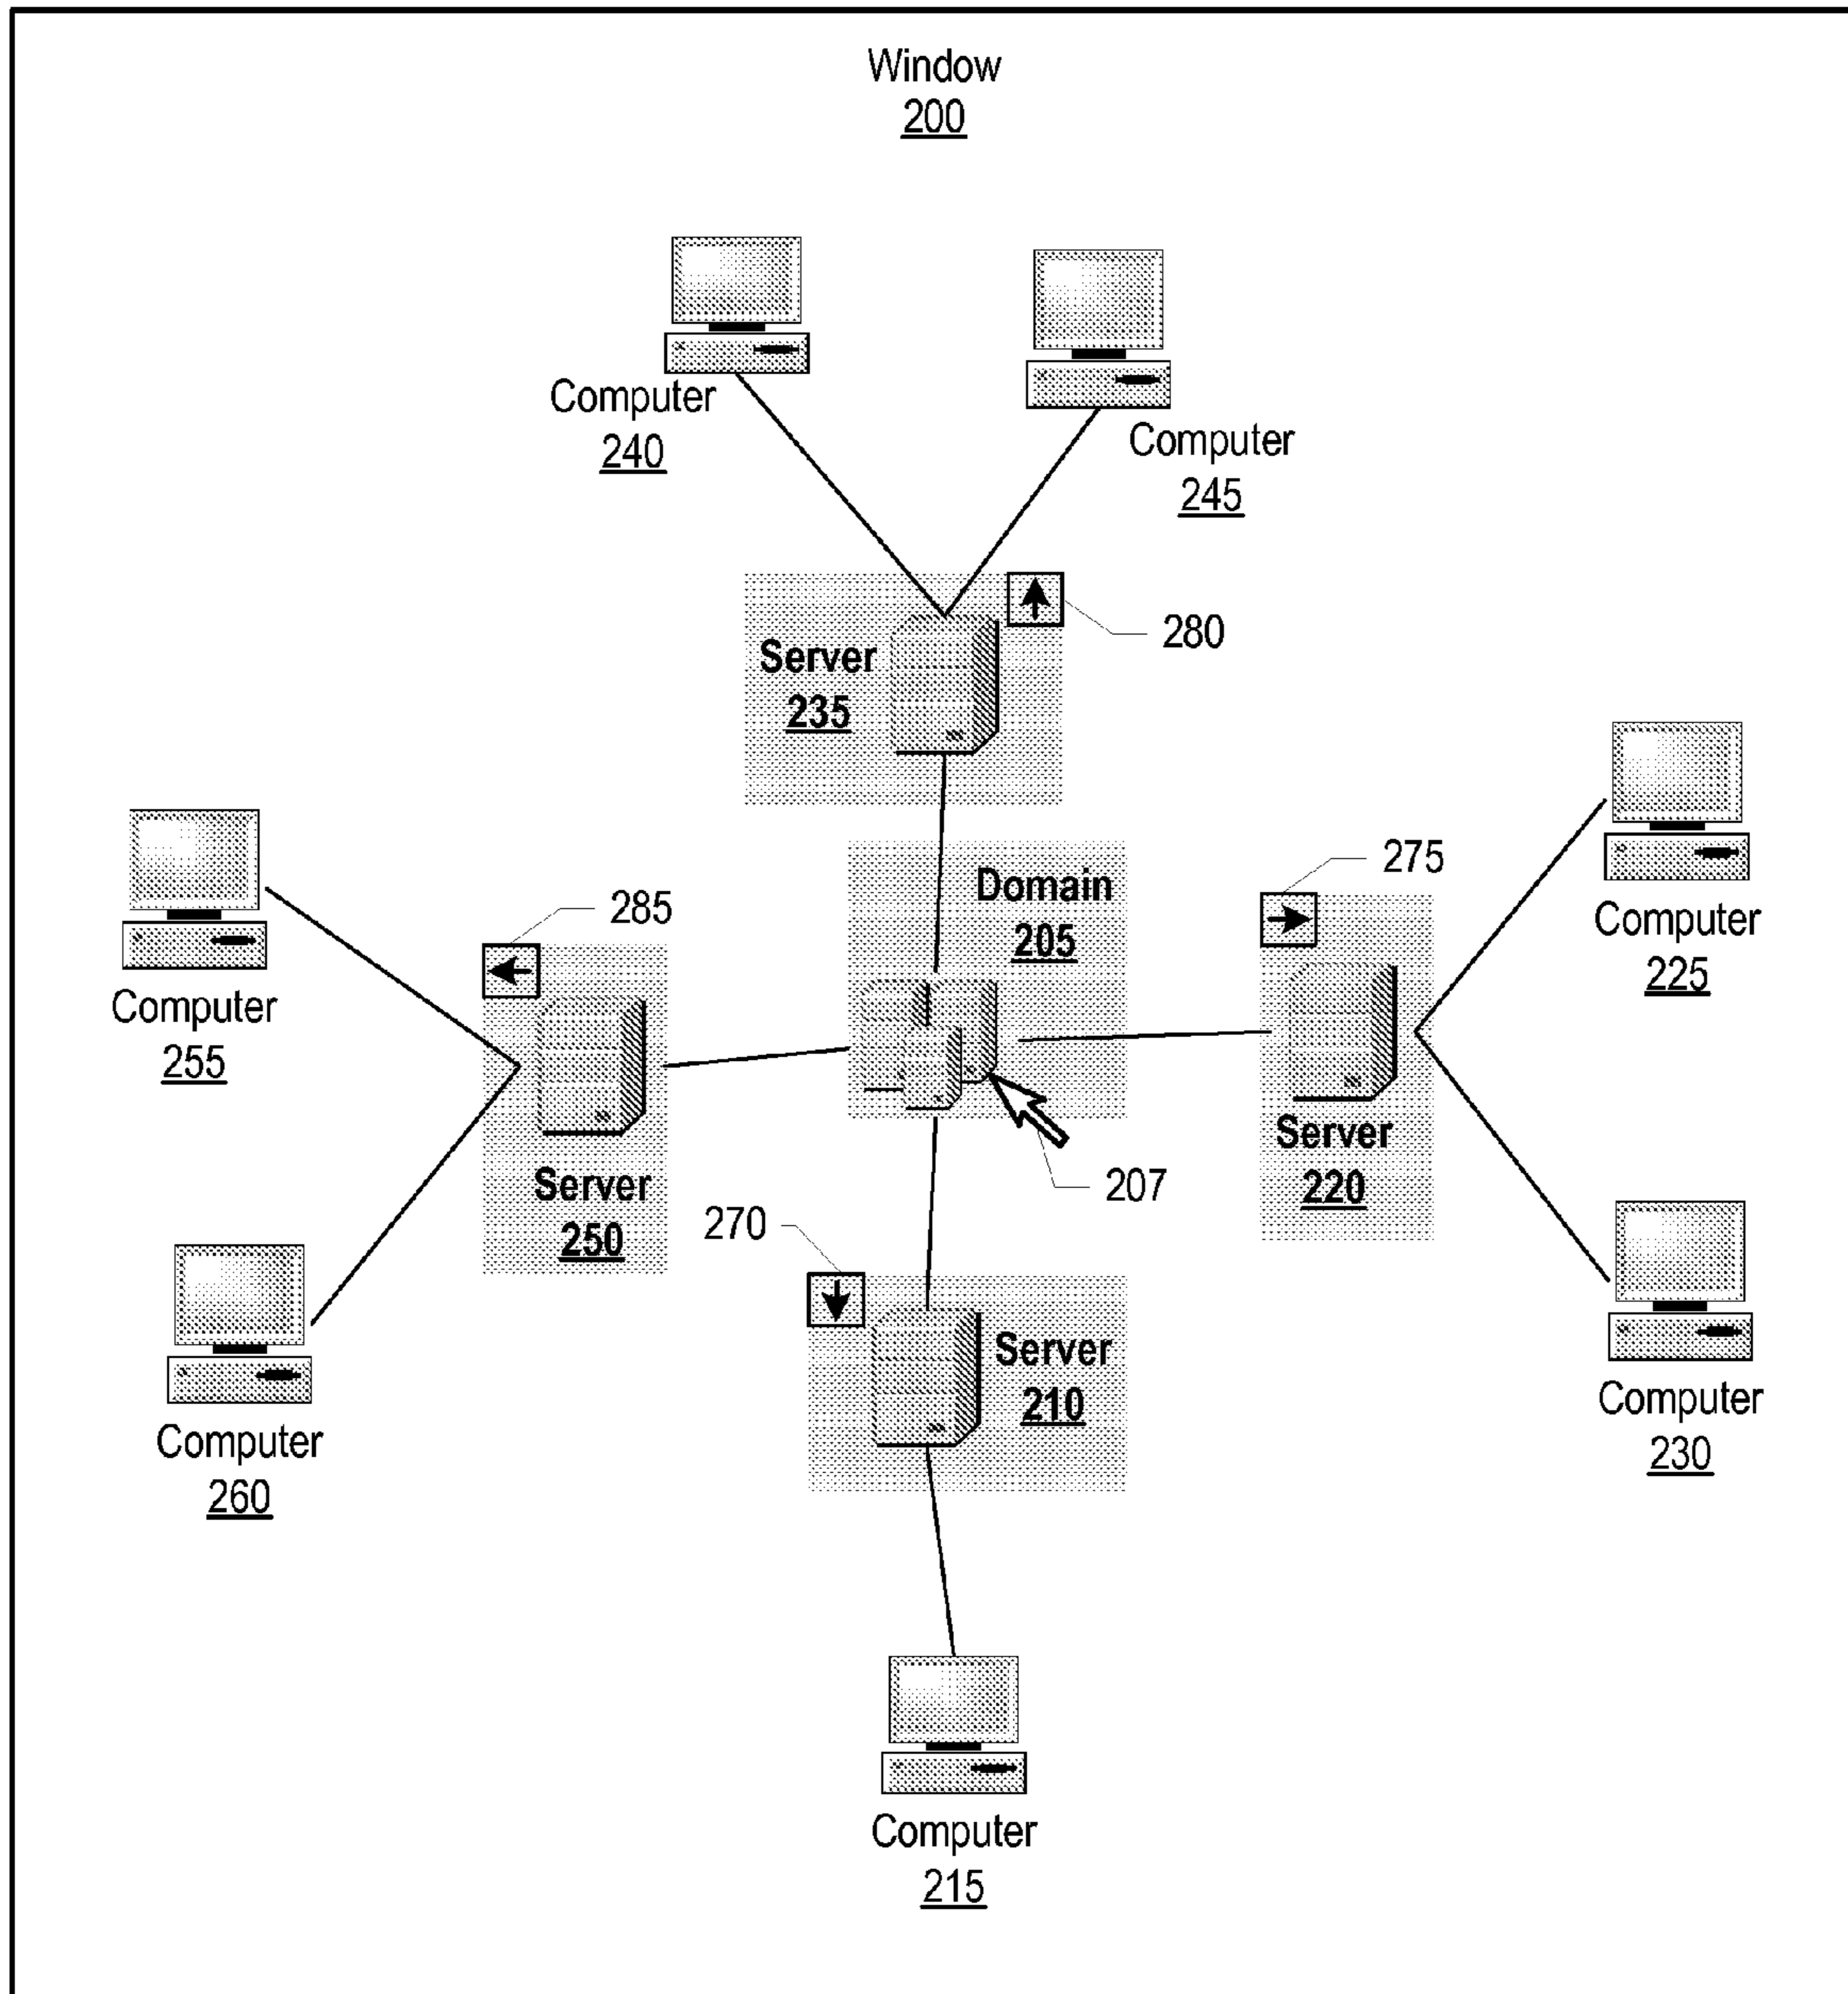 Window
200
Computer
240
Computer
245
280
Server
235
275
Domain
205
285
Computer
225
Computer
255
Server
220
207
Server
250
270
Server
210
Computer
230
Computer
260
Computer
215